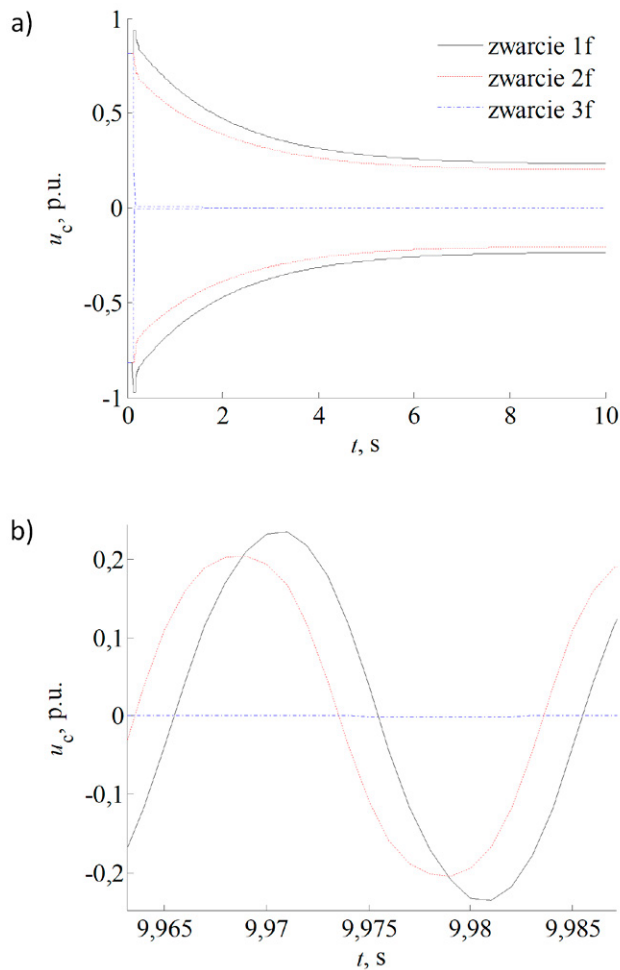 a)
1
0,5
0
-0,5
-1
u_c, p.u.
zwarcie 1f
zwarcie 2f
zwarcie 3f
0 2 4 6 8 10
t, s
b)
0,2
0,1
0
-0,1
-0,2
u_c, p.u.
9,965 9,97 9,975 9,98 9,985
t, s